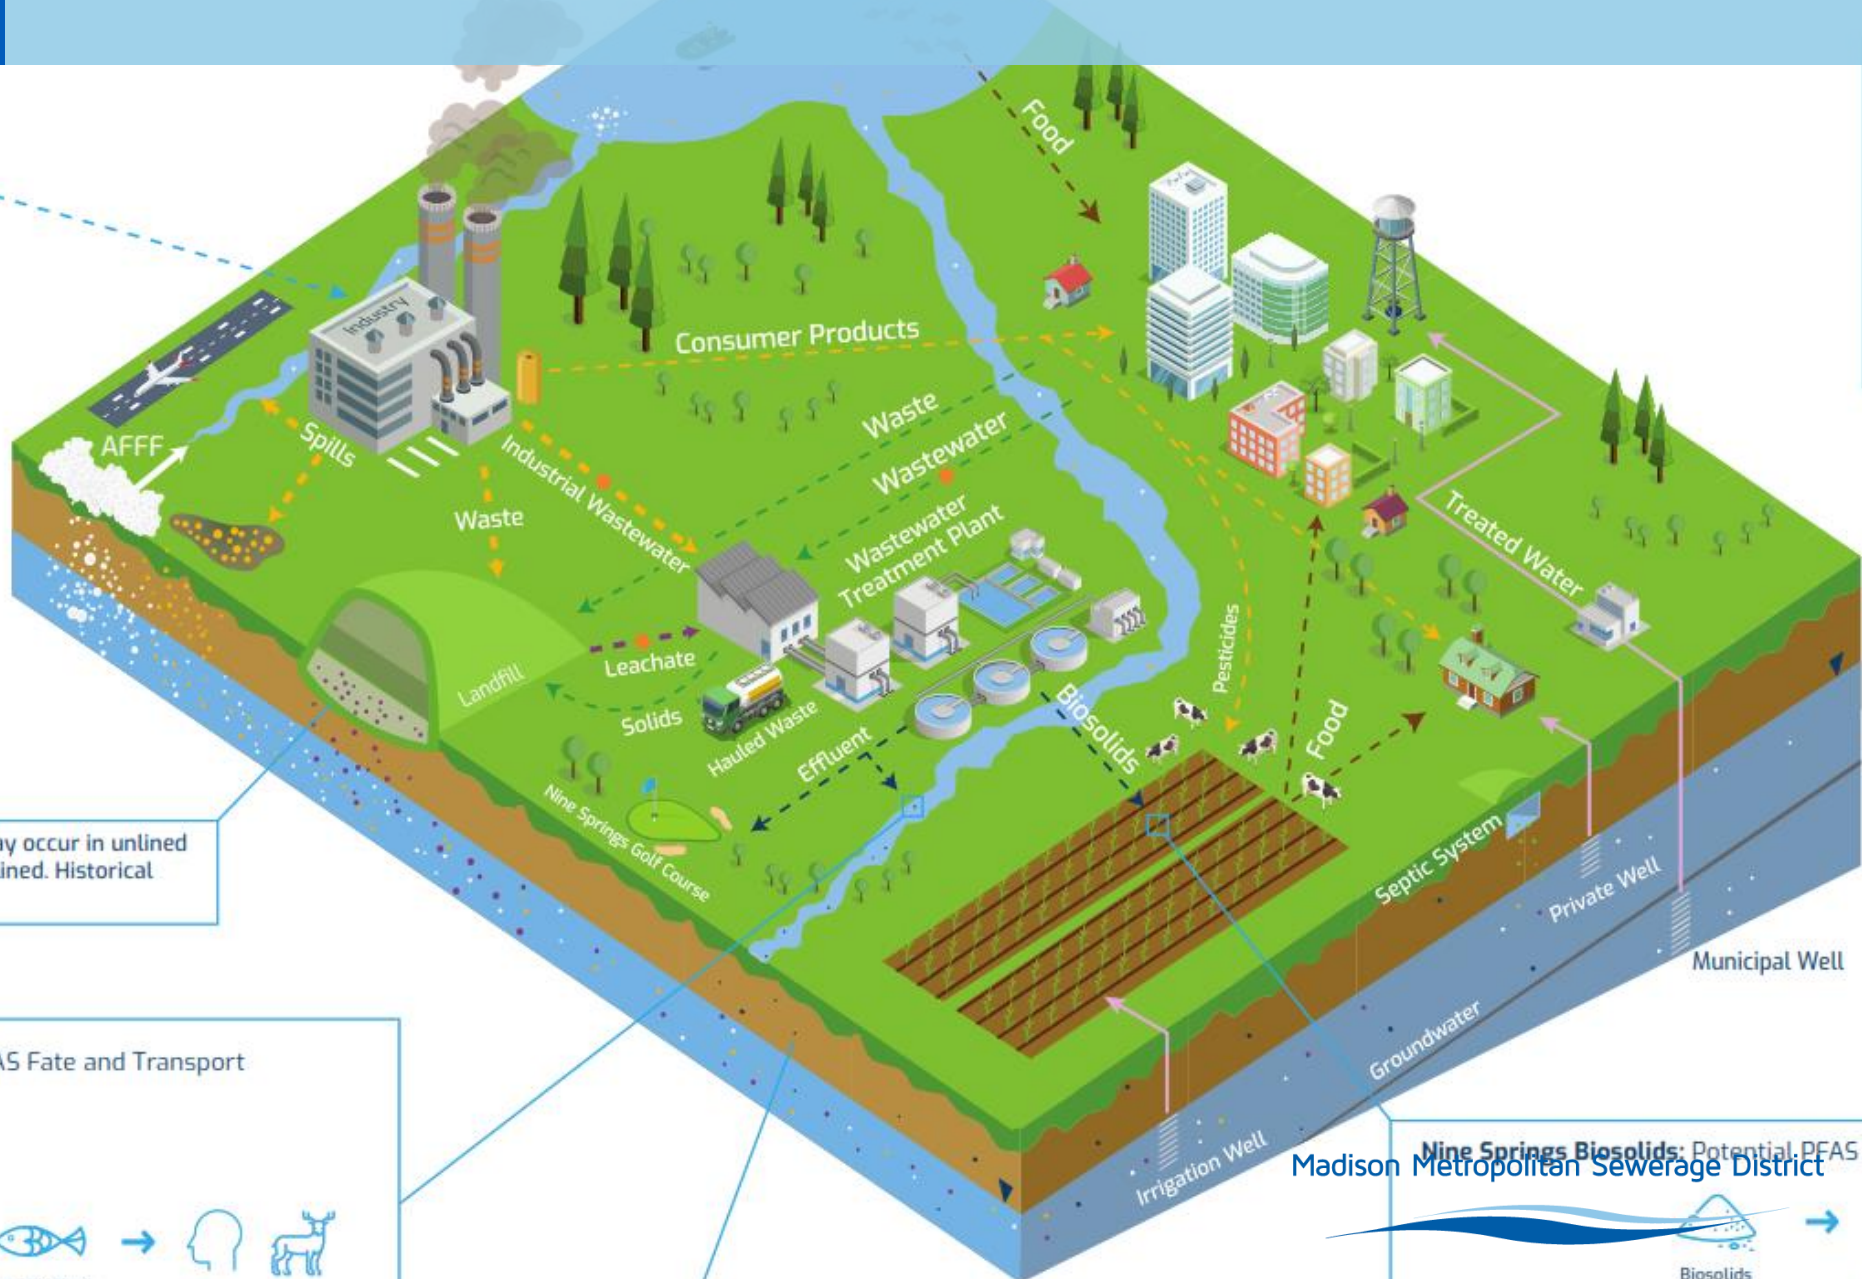 Food
Industry
Consumer Products
AFFF
Spills
Industrial Wastewater
Waste
Waste
Wastewater
Wastewater
Treatment Plant
Treated Water
Leachate
Landfill
Solids
Hauled Waste
Effluent
Biosolids
Pesticides
Food
Nine Springs Golf Course
Septic System
Private Well
Municipal Well
Groundwater
Irrigation Well
ay occur in unlined
ined. Historical
AS Fate and Transport
Nine Springs Biosolids: Potential PFAS
Madison Metropolitan Sewerage District
Biosolids